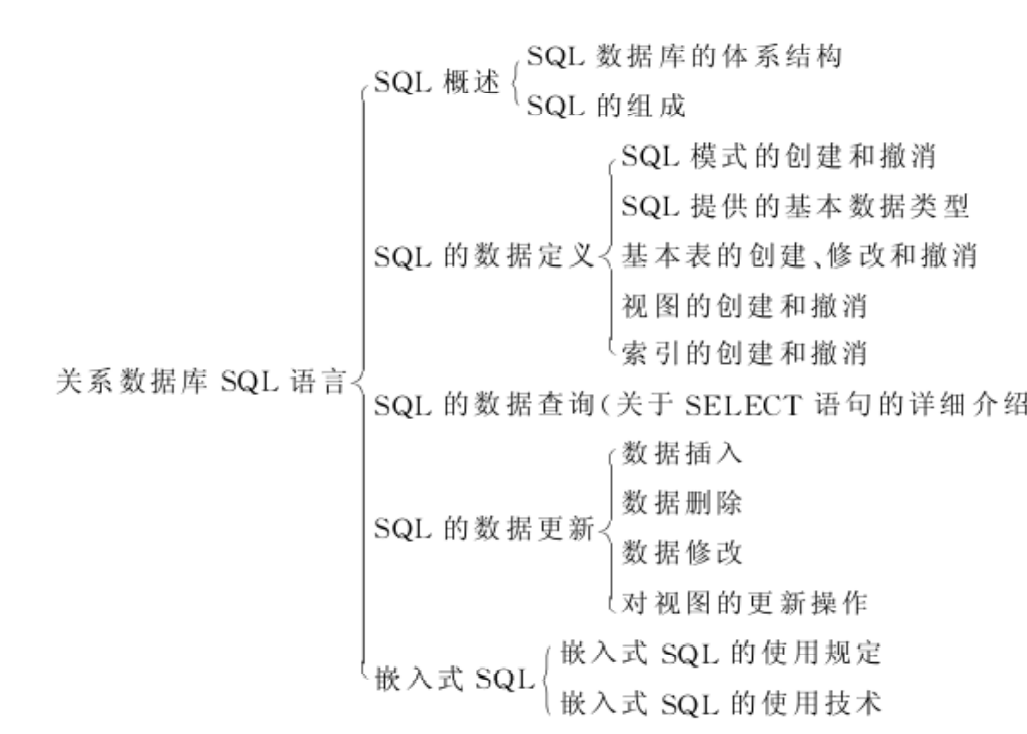 SQL 概述
SQL 数据库的体系结构
SQL 的组成
SQL 的数据定义
SQL 模式的创建和撤消
SQL 提供的基本数据类型
基本表的创建、修改和撤消
视图的创建和撤消
索引的创建和撤消
关系数据库 SQL 语言
SQL 的数据查询(关于 SELECT 语句的详细介绍
SQL 的数据更新
数据插入
数据删除
数据修改
对视图的更新操作
嵌入式 SQL
嵌入式 SQL 的使用规定
嵌入式 SQL 的使用技术